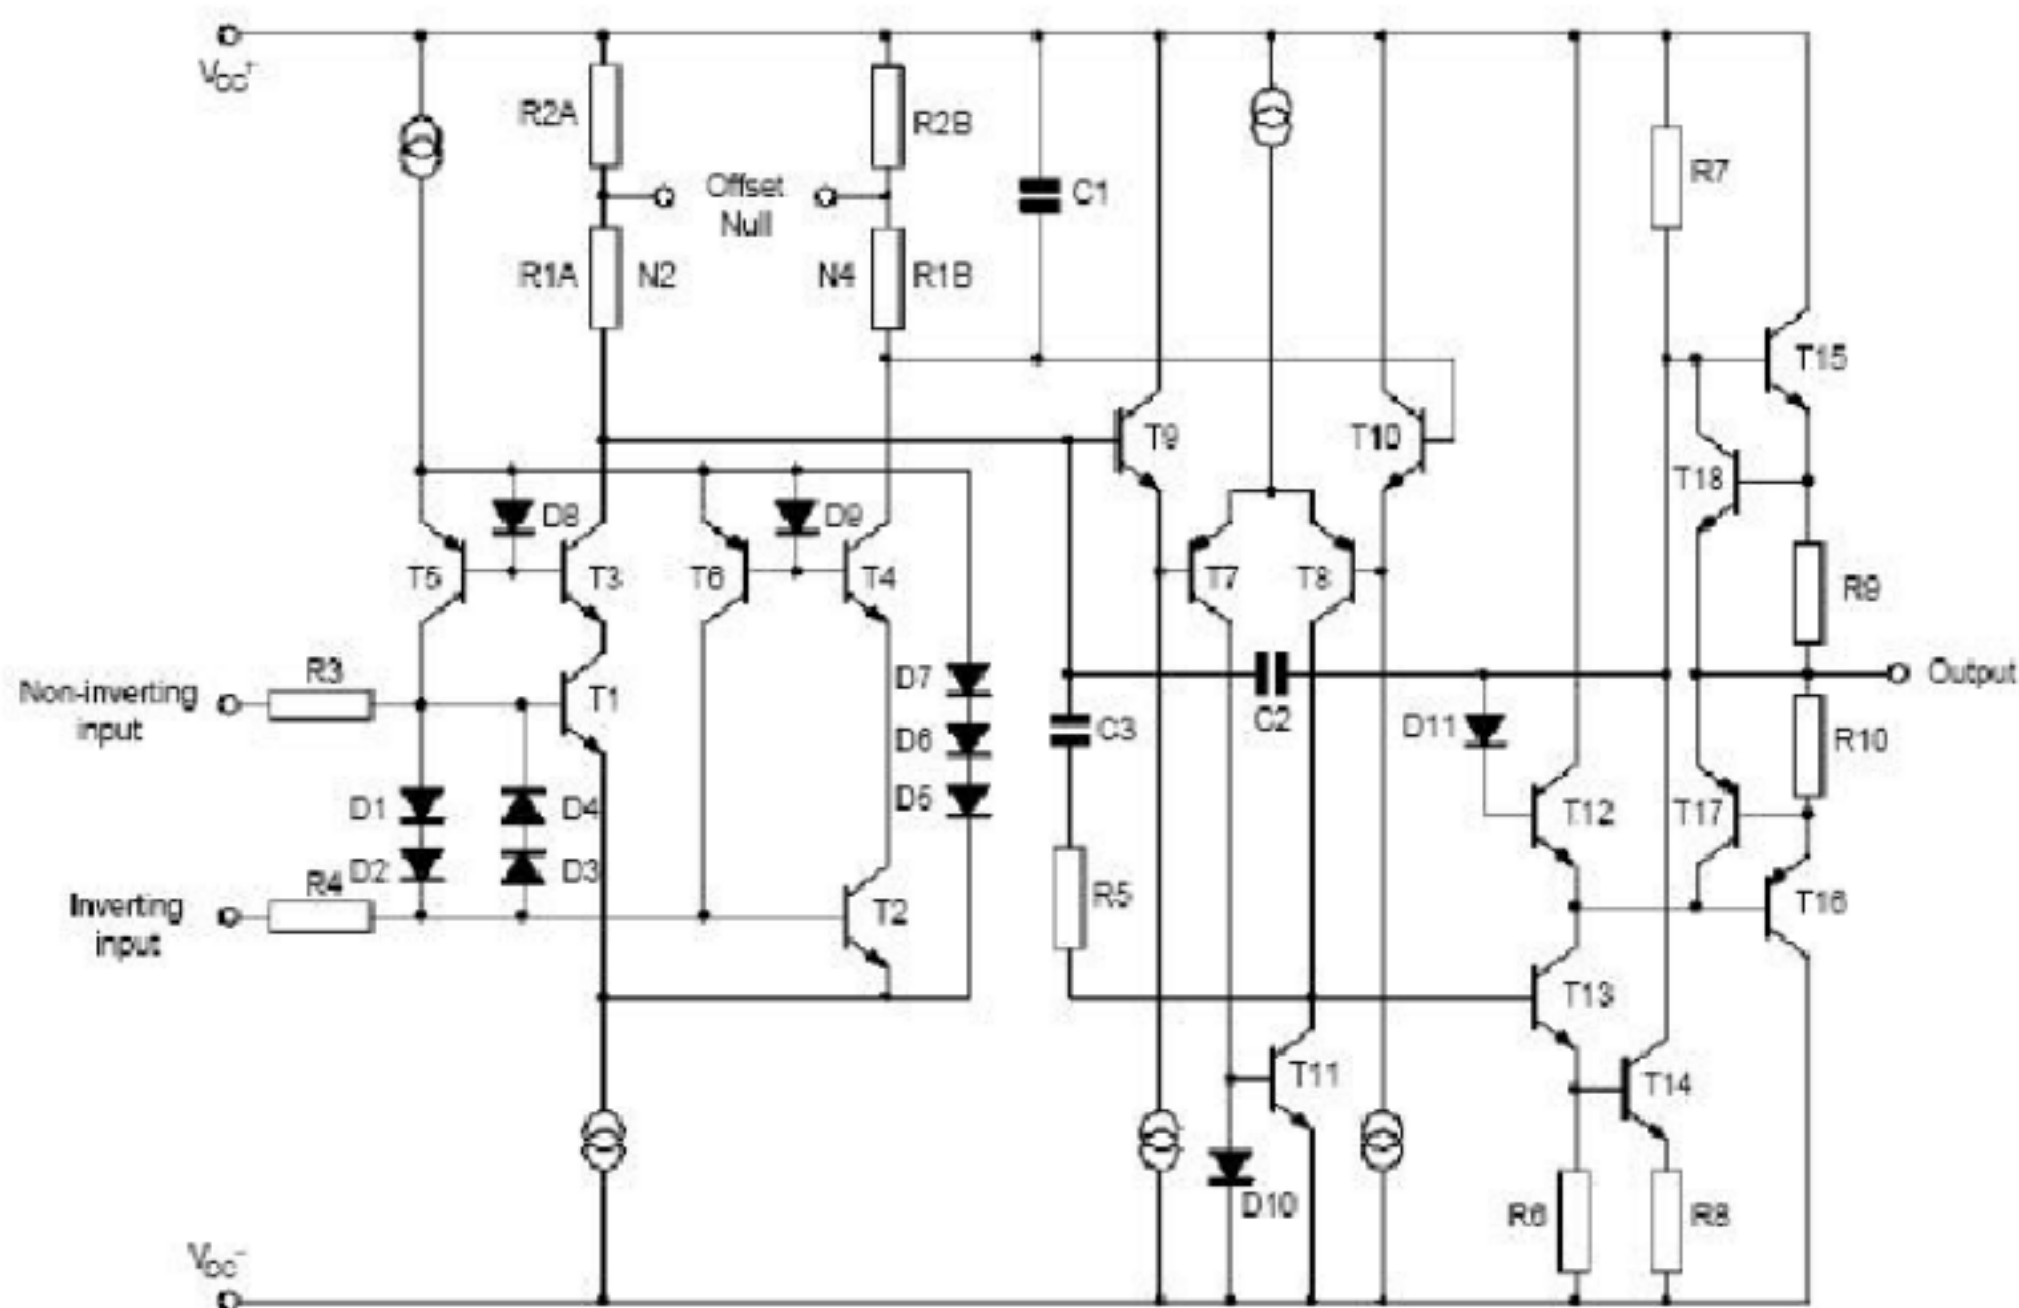 VCC+
R2A
R2B
Offset
Null
C1
R7
R1A
N2
N4
R1B
T15
T9
T10
T18
D8
D9
T5
T3
T6
T4
T7
T8
R9
R3
Non-inverting
input
T1
D7
Output
C3
C2
D11
R10
D6
D1
D4
D5
T12
T17
R4
D2
D3
R5
Inverting
input
T2
T16
T13
T11
T14
D10
R6
R8
VCC−